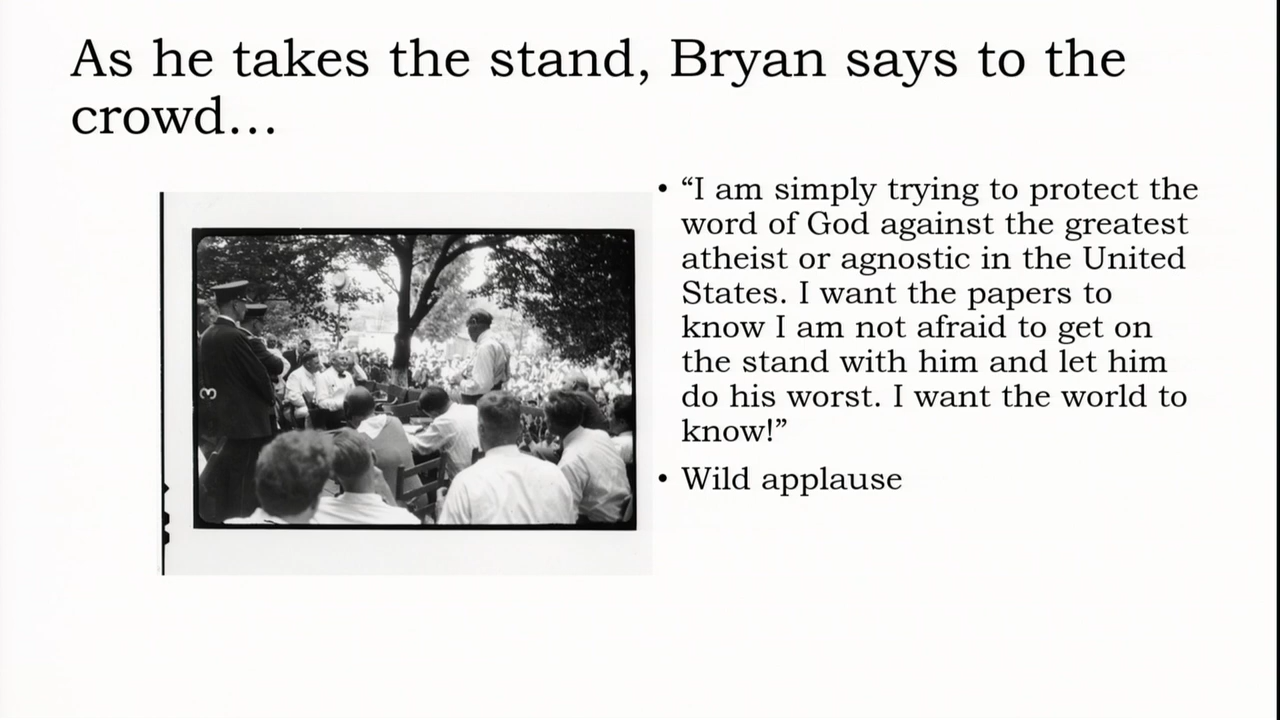 As he takes the stand, Bryan says to the
crowd…
• “I am simply trying to protect the
word of God against the greatest
atheist or agnostic in the United
States. I want the papers to
know I am not afraid to get on
the stand with him and let him
do his worst. I want the world to
know!”
• Wild applause
3